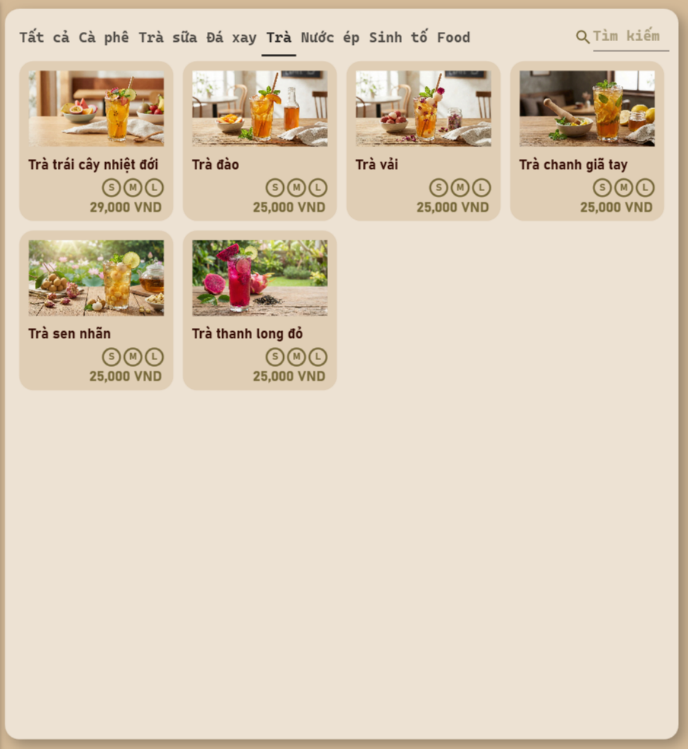 Tất cả Cà phê Trà sữa Đá xay Trà Nước ép Sinh tố Food Tìm kiếm
Trà trái cây nhiệt đới
S M L
29,000 VND
Trà đào
S M L
25,000 VND
Trà vải
S M L
25,000 VND
Trà chanh giã tay
S M L
25,000 VND
Trà sen nhãn
S M L
25,000 VND
Trà thanh long đỏ
S M L
25,000 VND